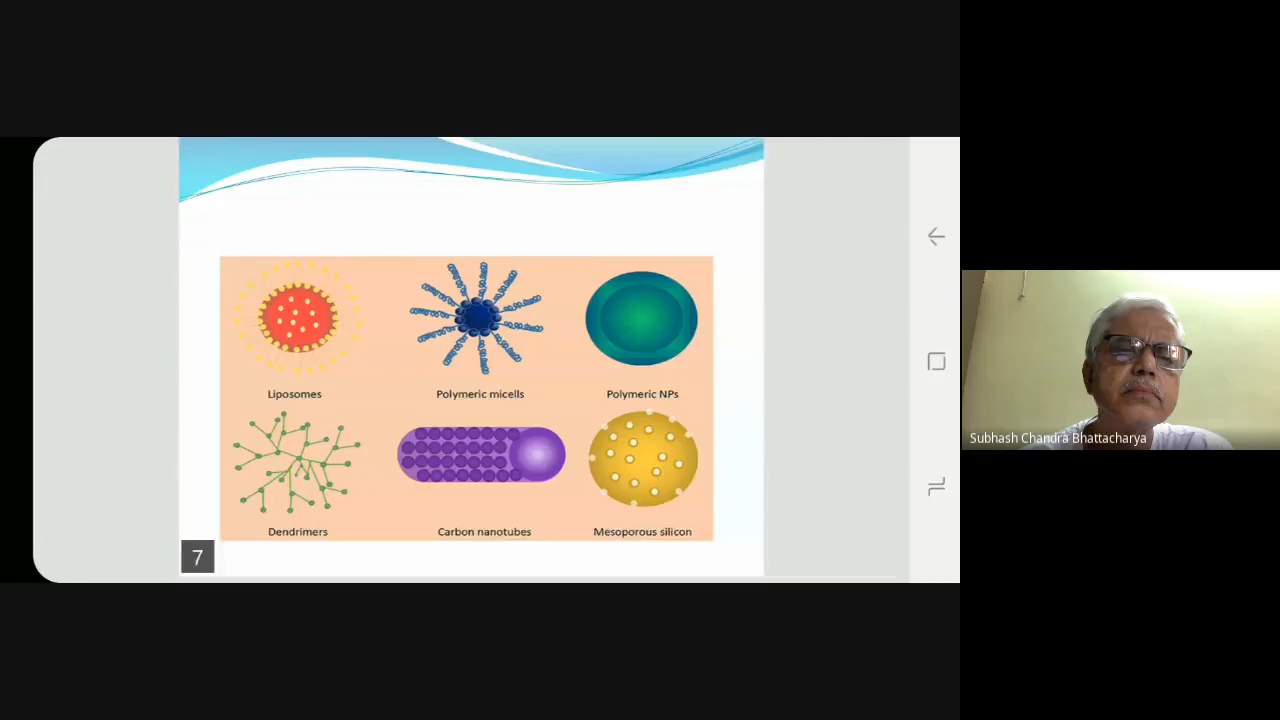 Liposomes
Polymeric micells
Polymeric NPs
Dendrimers
Carbon nanotubes
Mesoporous silicon
7
Subhash Chandra Bhattacharya